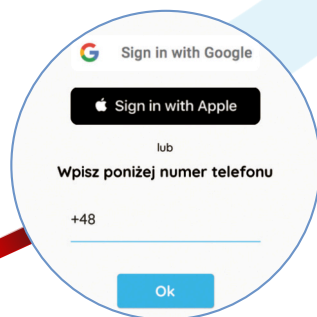 Sign in with Google
Sign in with Apple
lub
Wpisz poniżej numer telefonu
+48
Ok